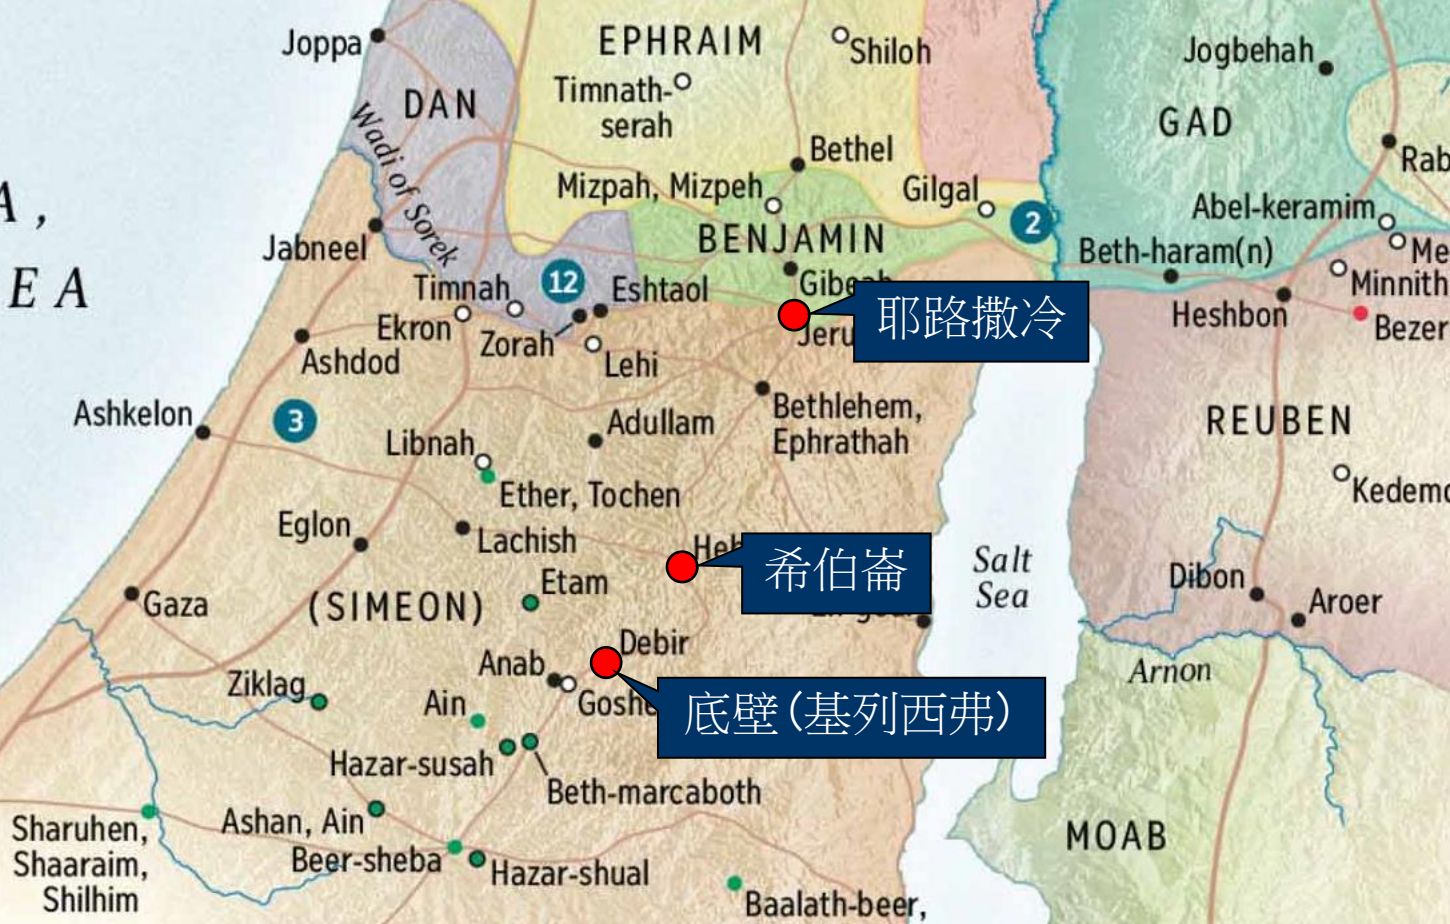 Joppa
EPHRAIM
Shiloh
Jogbehah
DAN
Timnath-
serah
GAD
Wadi of Sorek
Bethel
Mizpah, Mizpeh
Gilgal
Abel-keramim
A,
2
Jabneel
BENJAMIN
Beth-haram(n)
EA
Timnah
12
Eshtaol
Minnith
耶路撒冷
Heshbon
Bezer
Ekron
Zorah
Lehi
Ashdod
Ashkelon
3
Bethlehem,
Ephrathah
REUBEN
Libnah
Adullam
Ether, Tochen
Eglon
Lachish
希伯崙
Salt
Sea
Dibon
Aroer
Etam
Gaza
(SIMEON)
Debir
Anab
Arnon
Ziklag
Ain
底壁(基列西弗)
Hazar-susah
Beth-marcaboth
Sharuhen,
Shaaraim,
Shilhim
Ashan, Ain
Beer-sheba
Hazar-shual
MOAB
Baalath-beer,